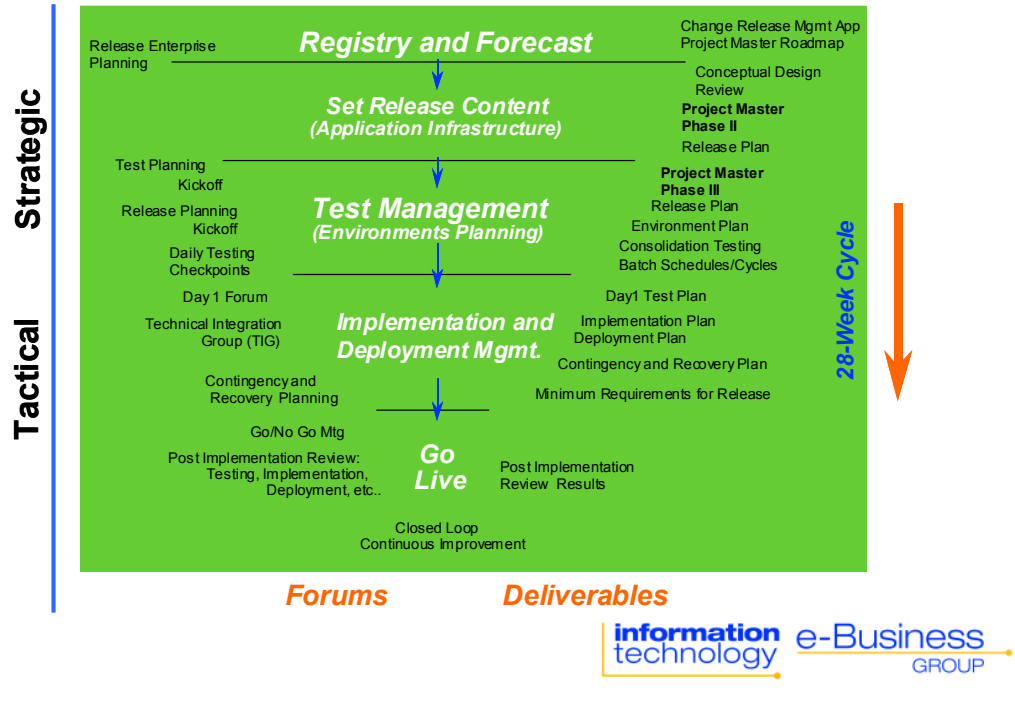 Strategic
Tactical
Registry and Forecast
Set Release Content
(Application Infrastructure)
Test Management
(Environments Planning)
Implementation and
Deployment Mgmt.
Go
Live
Closed Loop
Continuous Improvement
Release Enterprise
Planning
Test Planning
Kickoff
Release Planning
Kickoff
Daily Testing
Checkpoints
Day 1 Forum
Technical Integration
Group (TIG)
Contingency and
Recovery Planning
Go/No Go Mtg
Post Implementation Review:
Testing, Implementation,
Deployment, etc..
Change Release Mgmt App
Project Master Roadmap
Conceptual Design
Review
Project Master
Phase II
Release Plan
Project Master
Phase III
Release Plan
Environment Plan
Consolidation Testing
Batch Schedules/Cycles
Day1 Test Plan
Implementation Plan
Deployment Plan
Contingency and Recovery Plan
Minimum Requirements for Release
Post Implementation
Review Results
28-Week Cycle
Forums
Deliverables
information
technology
e-Business
GROUP